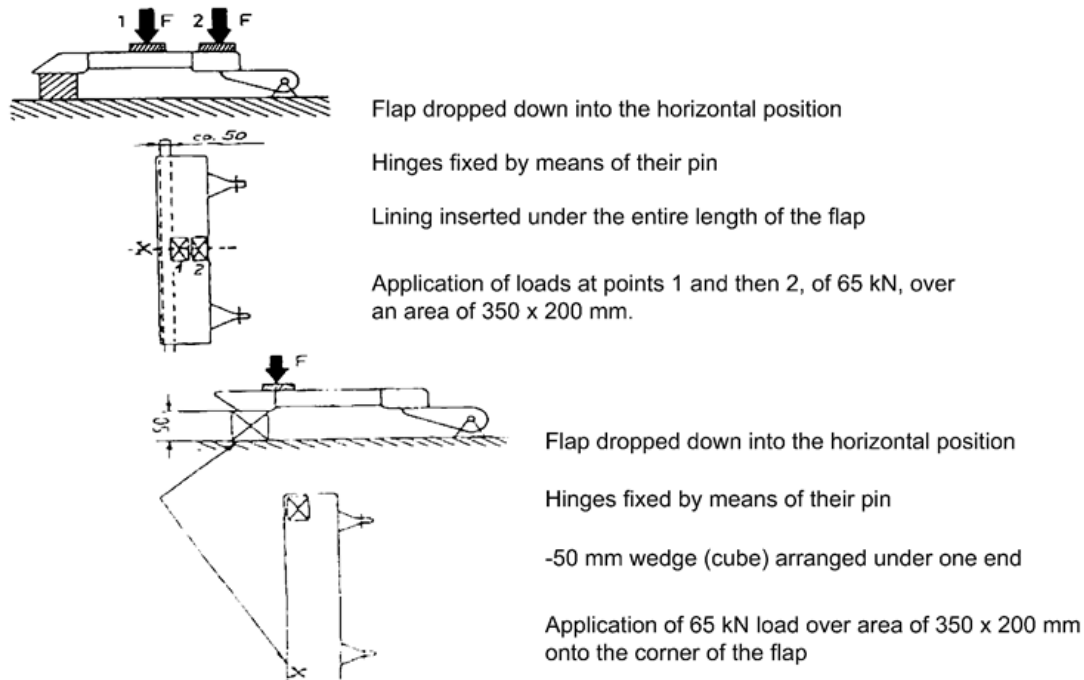 1 F 2 F
Flap dropped down into the horizontal position
ca. 50
Hinges fixed by means of their pin
Lining inserted under the entire length of the flap
X 1 2
Application of loads at points 1 and then 2, of 65 kN, over
an area of 350 x 200 mm.
F
50
Flap dropped down into the horizontal position
Hinges fixed by means of their pin
-50 mm wedge (cube) arranged under one end
Application of 65 kN load over area of 350 x 200 mm
onto the corner of the flap
X